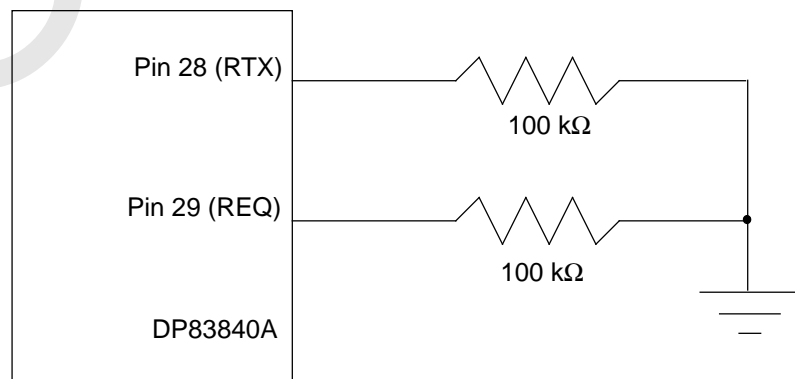 Pin 28 (RTX)
100 kΩ
Pin 29 (REQ)
100 kΩ
DP83840A